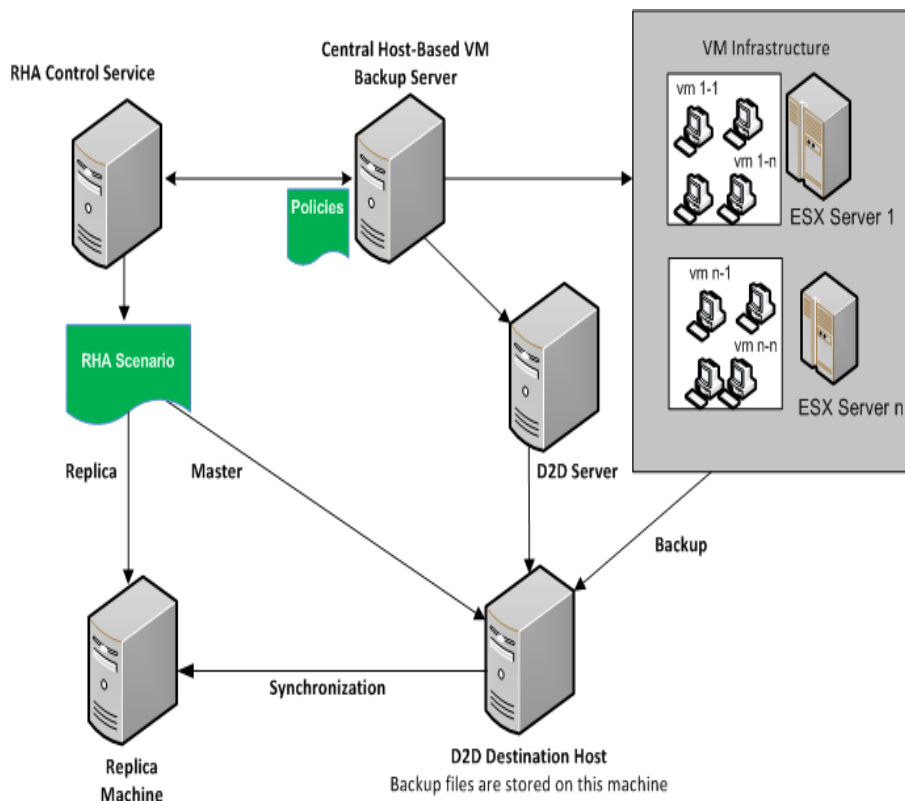 RHA Control Service
Central Host-Based VM
Backup Server
VM Infrastructure
vm 1-1
vm 1-n
ESX Server 1
Policies
vm n-1
vm n-n
ESX Server n
RHA Scenario
Replica
Master
D2D Server
Backup
Synchronization
Replica
Machine
D2D Destination Host
Backup files are stored on this machine